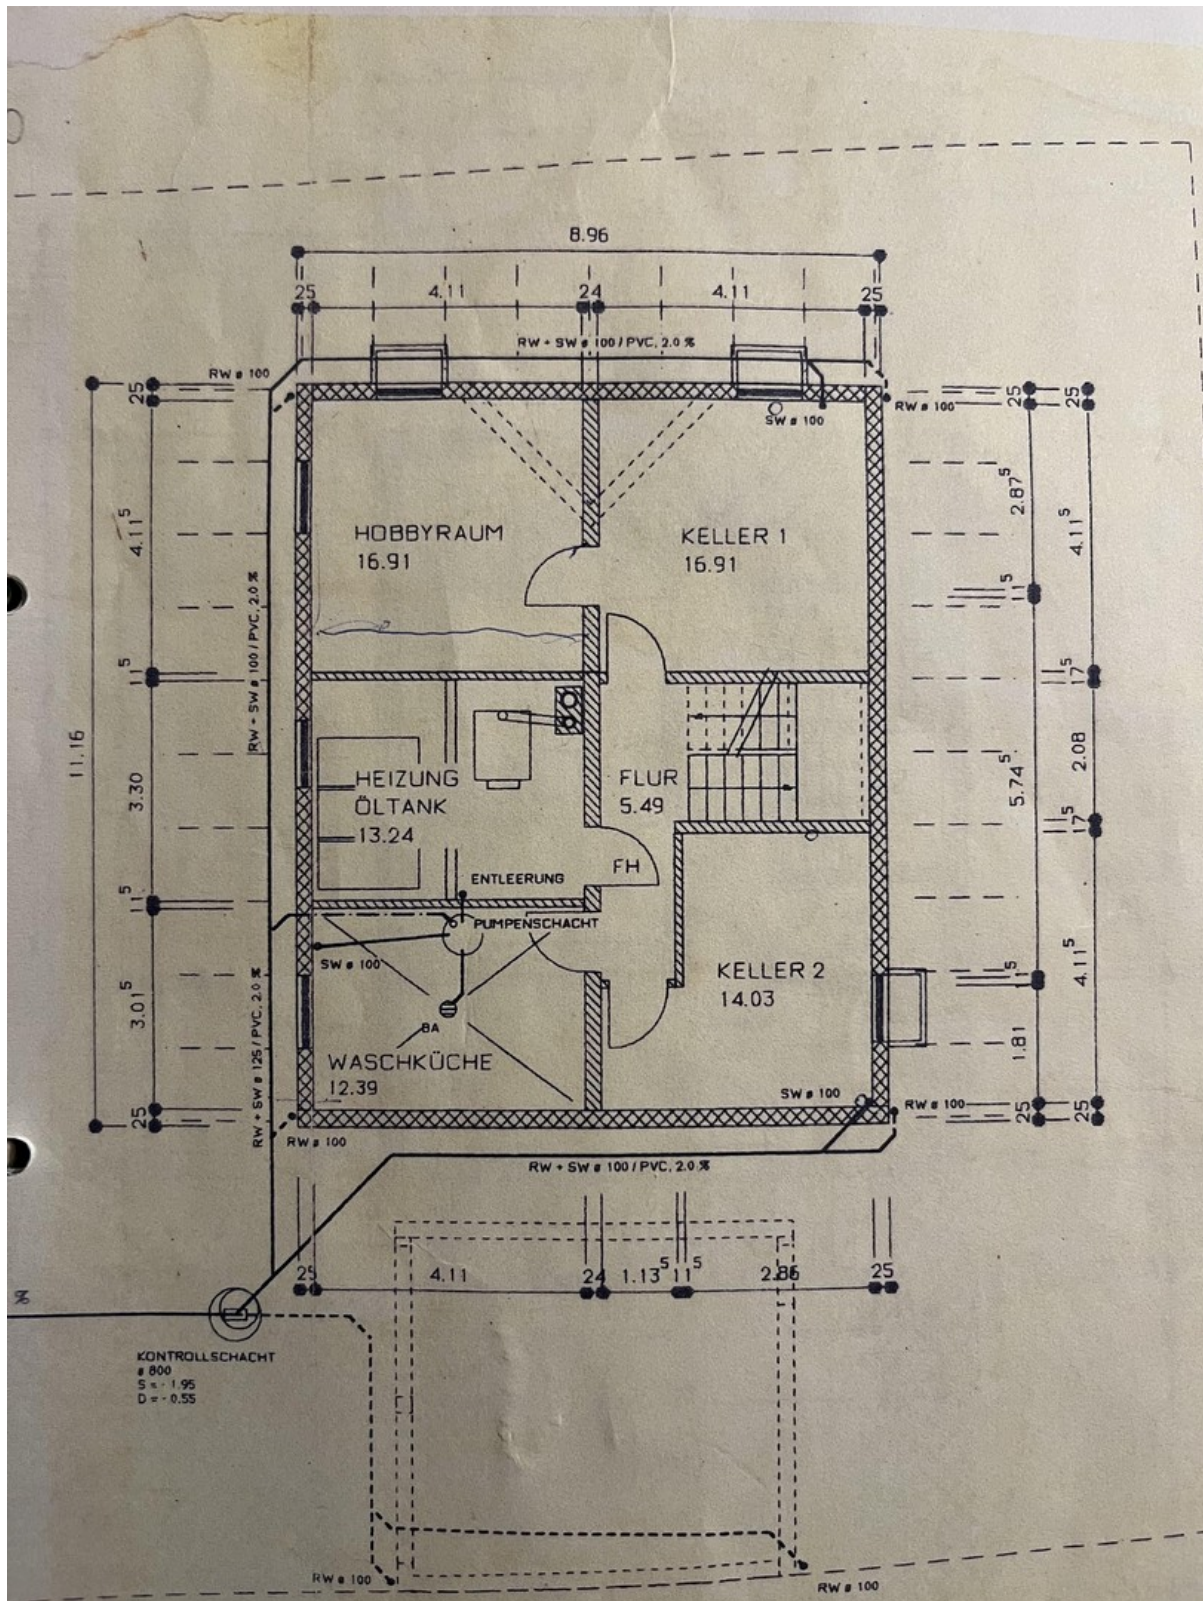 8.96
25 4.11 24 4.11 25
RW + SW ø 100 / PVC, 2.0 %
RW ø 100
RW ø 100
SW ø 100
25
4.11⁵
11⁵
3.30
11⁵
3.01⁵
25
11.16
RW + SW ø 100 / PVC, 2.0 %
RW + SW ø 125 / PVC, 2.0 %
HOBBYRAUM
16.91
KELLER 1
16.91
HEIZUNG
ÖLTANK
13.24
FLUR
5.49
FH
ENTLEERUNG
PUMPENSCHACHT
SW ø 100
BA
WASCHKÜCHE
12.39
KELLER 2
14.03
SW ø 100
RW ø 100
RW ø 100
25
2.87⁵
11⁵
5.74⁵
11⁵
1.81
25
25
4.11⁵
17⁵
2.08
17⁵
4.11⁵
25
RW + SW ø 100 / PVC, 2.0 %
25 4.11 24 1.13⁵ 11⁵ 2.86 25
%
KONTROLLSCHACHT
ø 800
S = - 1.95
D = - 0.55
RW ø 100
RW ø 100